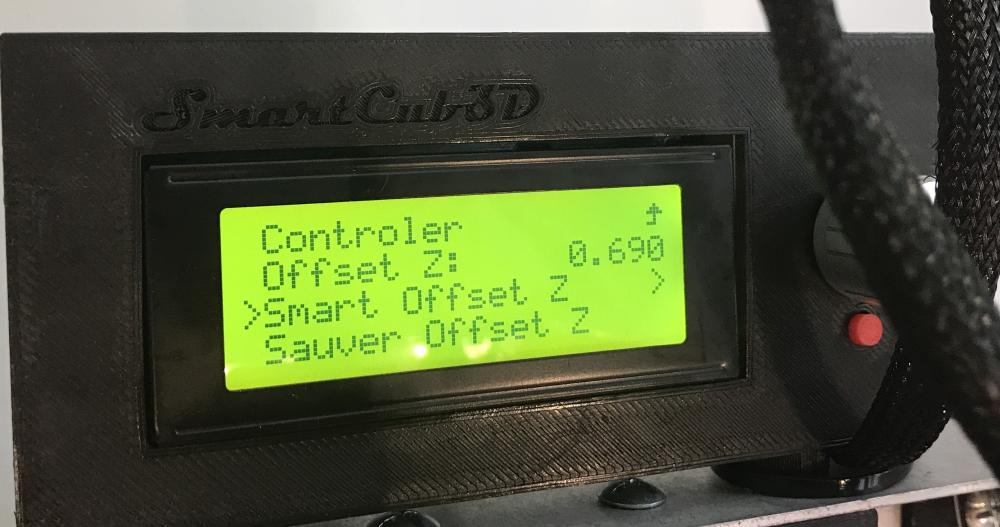 SmartCub3D
Controler ↑
Offset Z: 0.690
>Smart Offset Z >
Sauver Offset Z